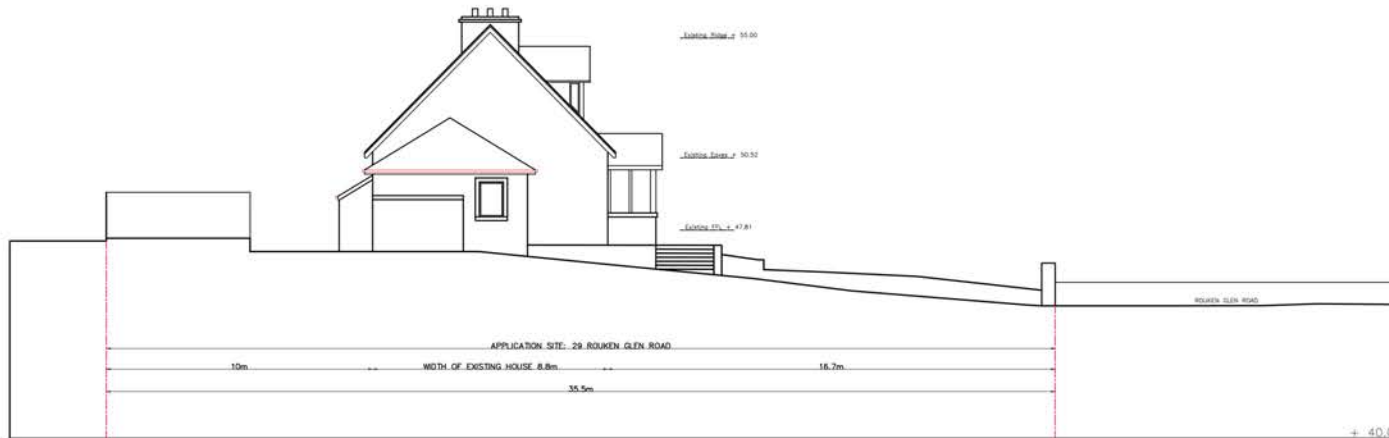 Existing Ridge + 55.00
Existing Eaves + 50.52
Existing FFL + 47.81
ROUKEN GLEN ROAD
APPLICATION SITE: 29 ROUKEN GLEN ROAD
10m
WIDTH OF EXISTING HOUSE 8.8m
16.7m
35.5m
+ 40.